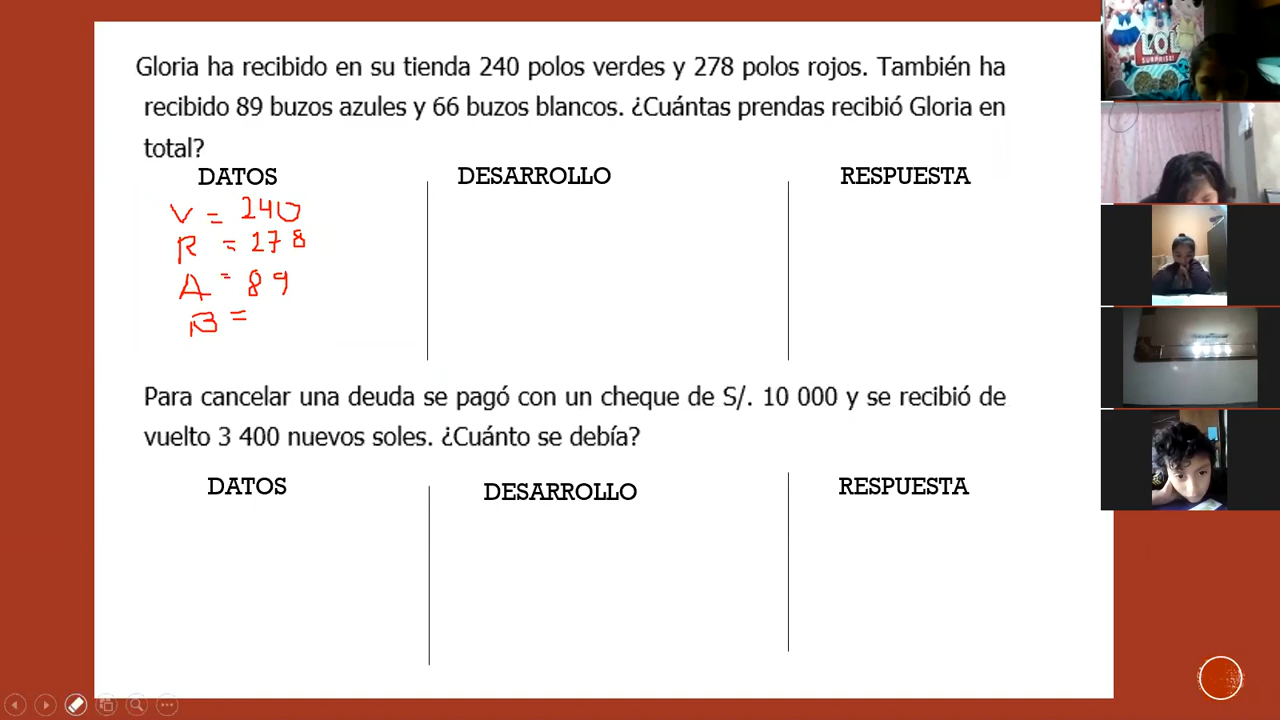 Gloria ha recibido en su tienda 240 polos verdes y 278 polos rojos. También ha
recibido 89 buzos azules y 66 buzos blancos. ¿Cuántas prendas recibió Gloria en
total?
DATOS DESARROLLO RESPUESTA
V = 240
R = 278
A = 89
B =
Para cancelar una deuda se pagó con un cheque de S/. 10 000 y se recibió de
vuelto 3 400 nuevos soles. ¿Cuánto se debía?
DATOS DESARROLLO RESPUESTA
LOL
SURPRISE!